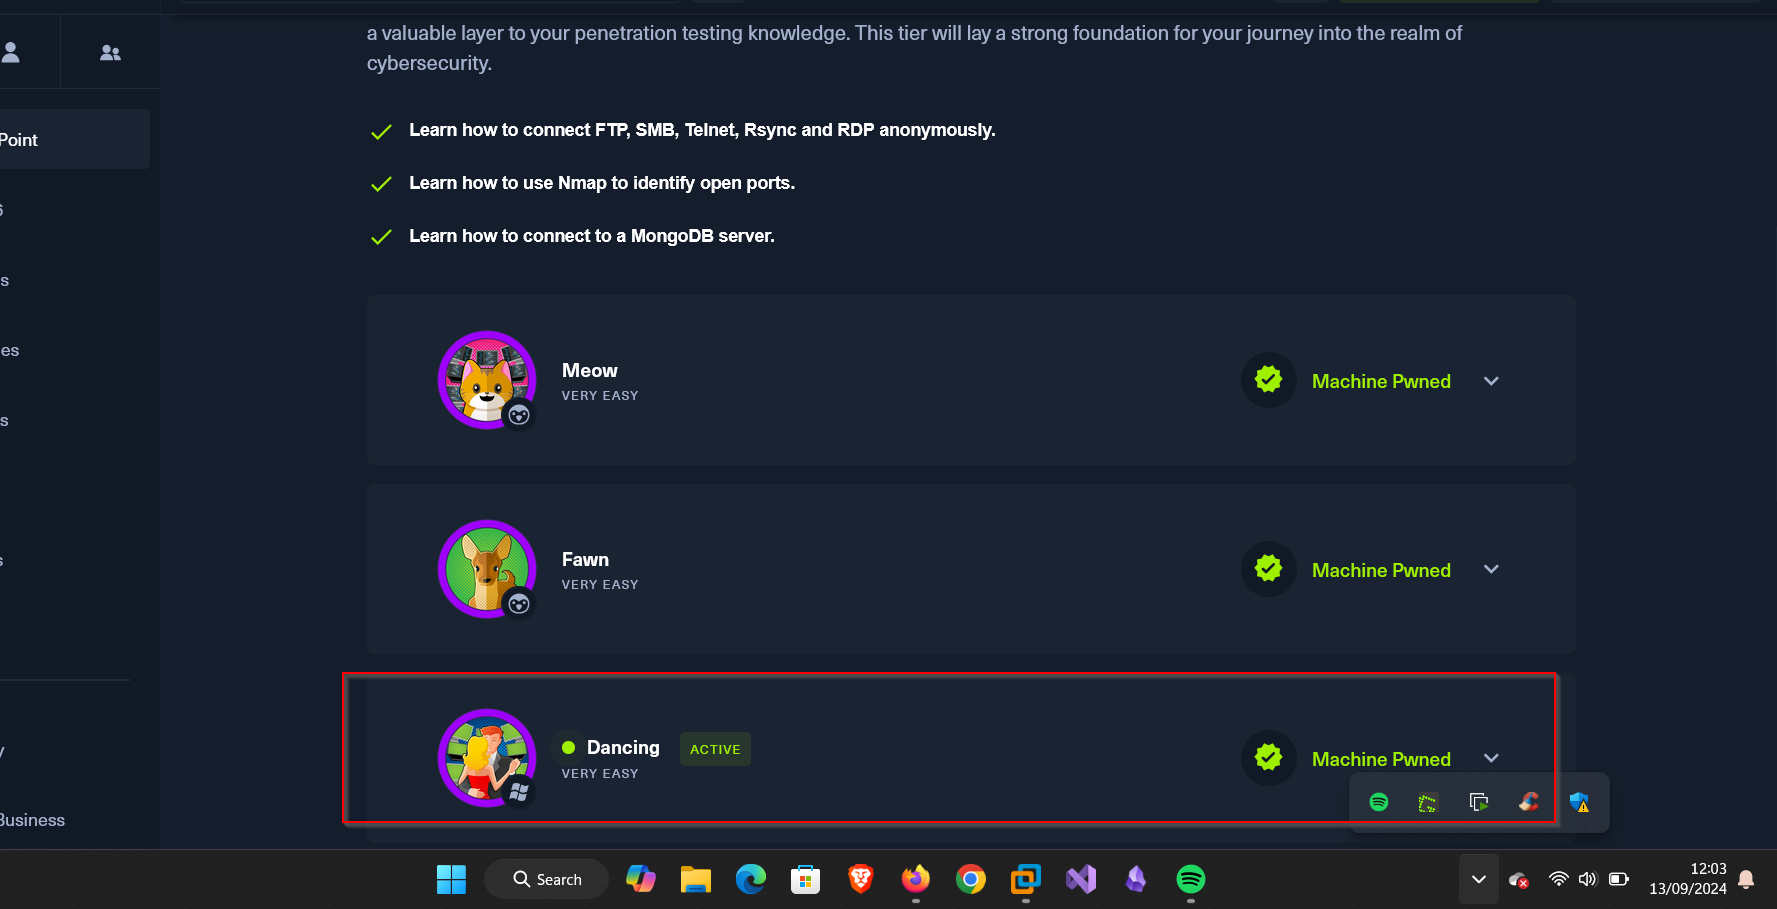 a valuable layer to your penetration testing knowledge. This tier will lay a strong foundation for your journey into the realm of
cybersecurity.
Point
Learn how to connect FTP, SMB, Telnet, Rsync and RDP anonymously.
Learn how to use Nmap to identify open ports.
Learn how to connect to a MongoDB server.
s
es
s
s
Meow
VERY EASY
Machine Pwned
Fawn
VERY EASY
Machine Pwned
Dancing
ACTIVE
VERY EASY
Machine Pwned
y
Business
Search
12:03
13/09/2024